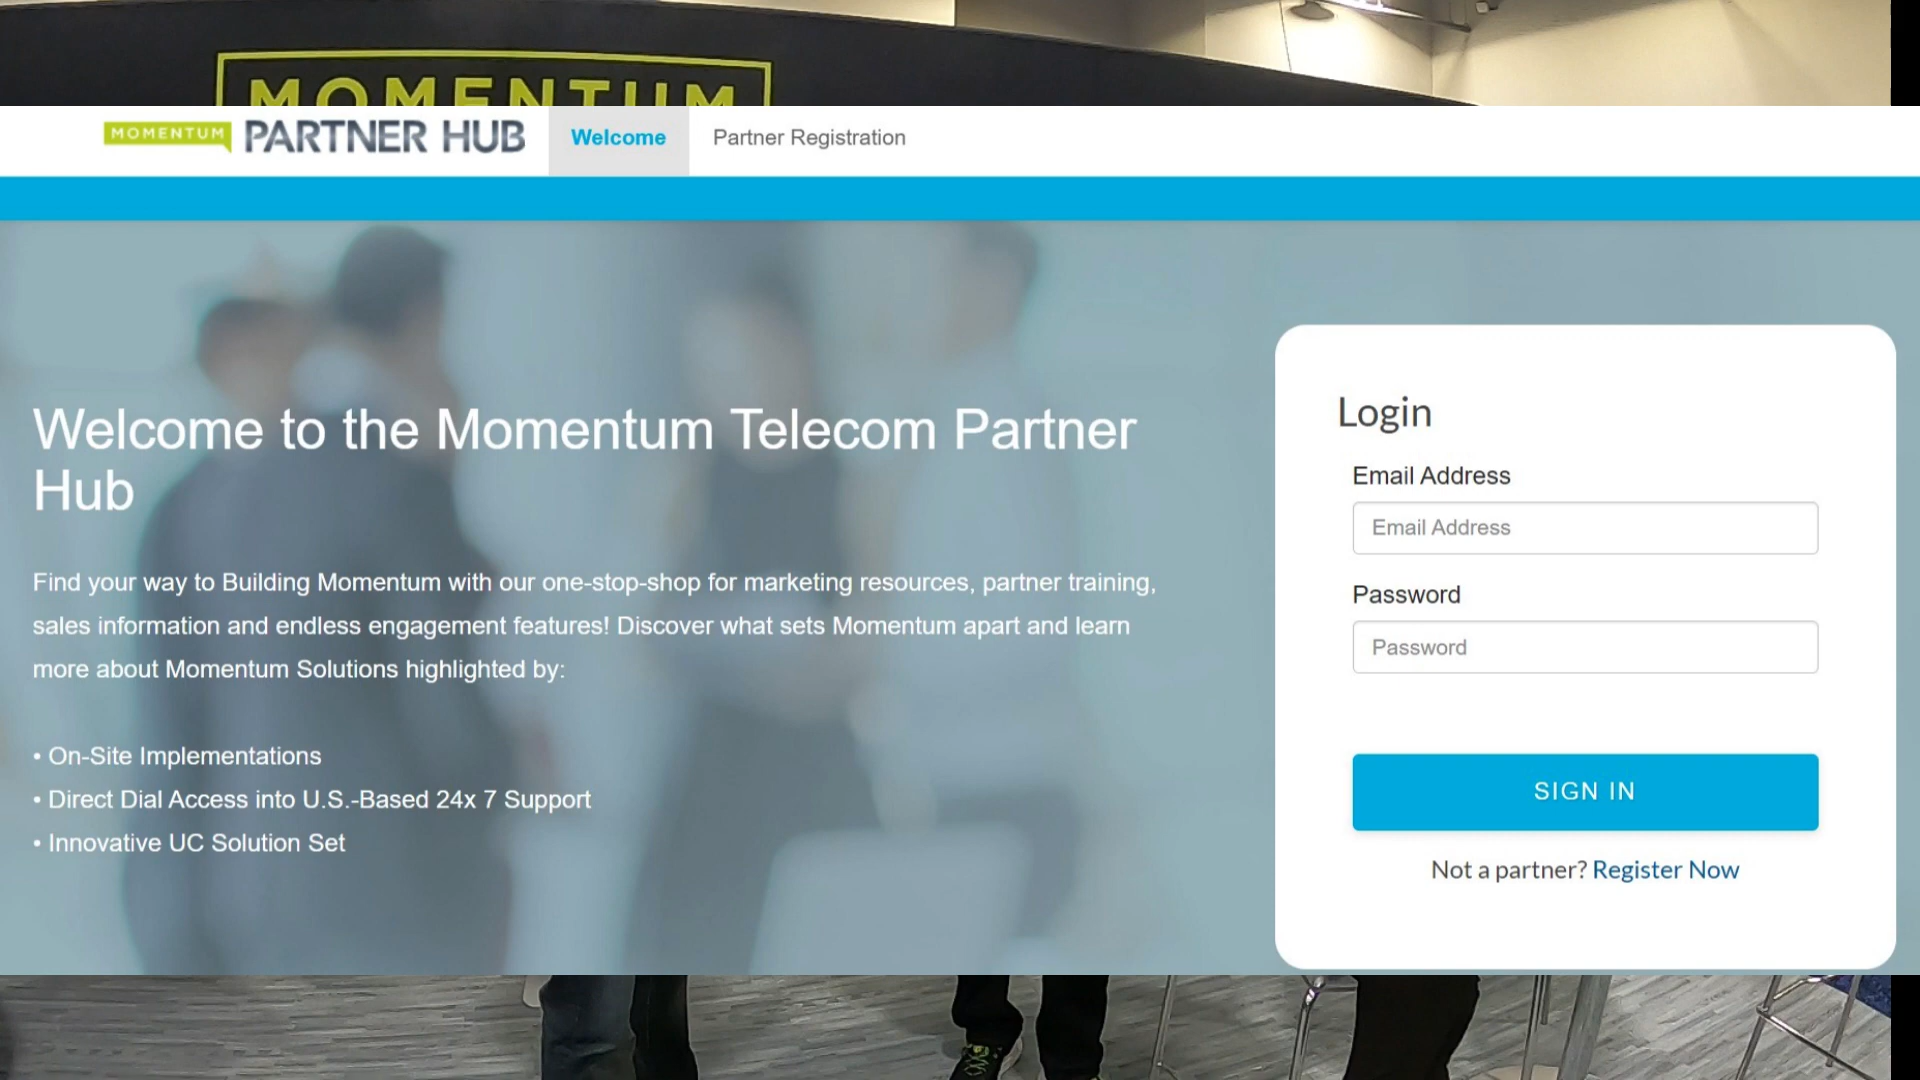 MOMENTUM
MOMENTUM PARTNER HUB
Welcome
Partner Registration
Welcome to the Momentum Telecom Partner
Hub
Find your way to Building Momentum with our one-stop-shop for marketing resources, partner training,
sales information and endless engagement features! Discover what sets Momentum apart and learn
more about Momentum Solutions highlighted by:
• On-Site Implementations
• Direct Dial Access into U.S.-Based 24x 7 Support
• Innovative UC Solution Set
Login
Email Address
Email Address
Password
Password
SIGN IN
Not a partner? Register Now